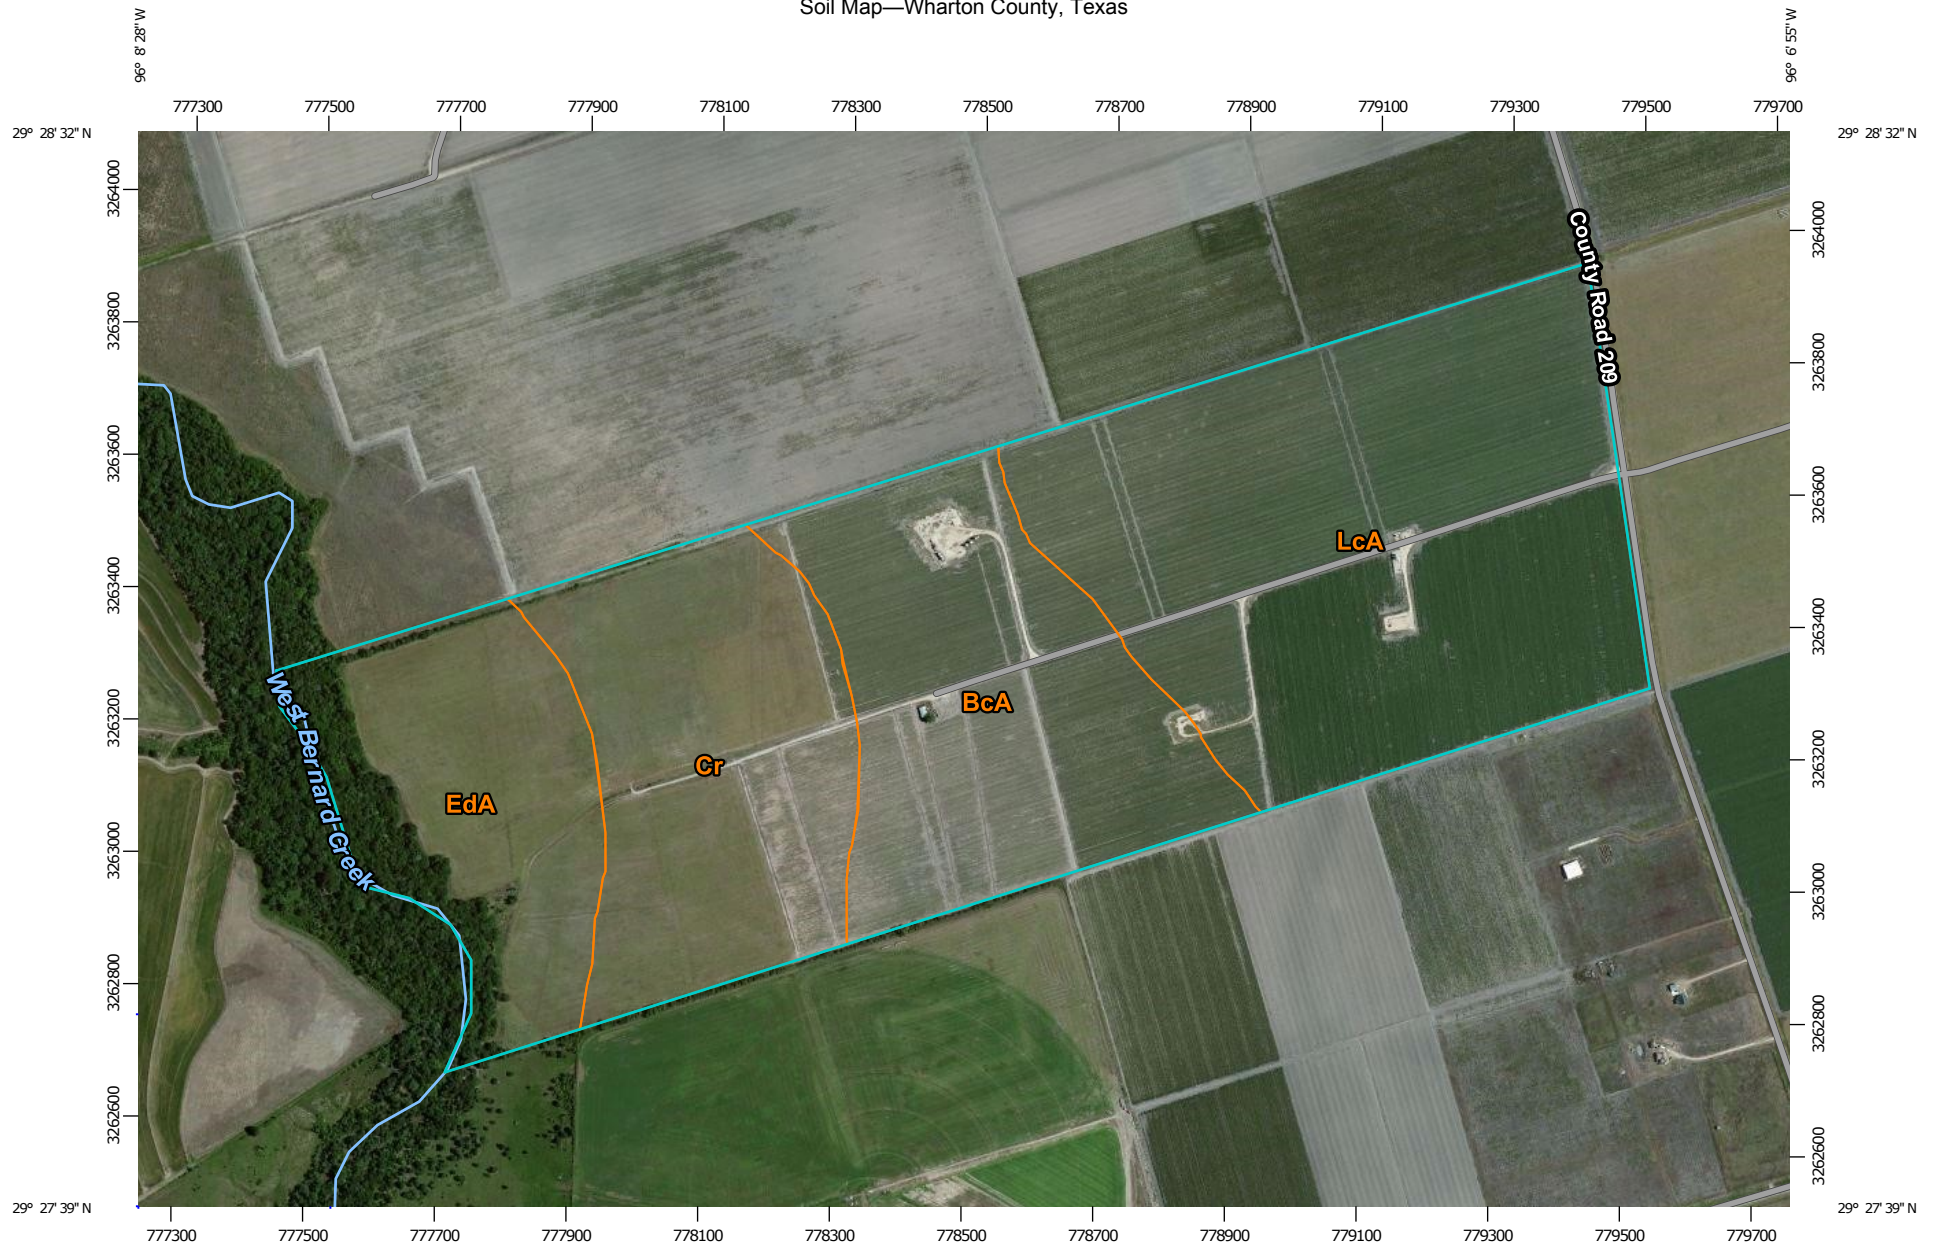 Soil Map—Wharton County, Texas
96° 8' 28" W
96° 6' 55" W
777300 777500 777700 777900 778100 778300 778500 778700 778900 779100 779300 779500 779700
29° 28' 32" N
29° 28' 32" N
3264000
3263800
3263600
3263400
3263200
3263000
3262800
3262600
County Road 209
LcA
BcA
Cr
EdA
West Bernard Creek
3264000
3263800
3263600
3263400
3263200
3263000
3262800
3262600
29° 27' 39" N
29° 27' 39" N
777300 777500 777700 777900 778100 778300 778500 778700 778900 779100 779300 779500 779700